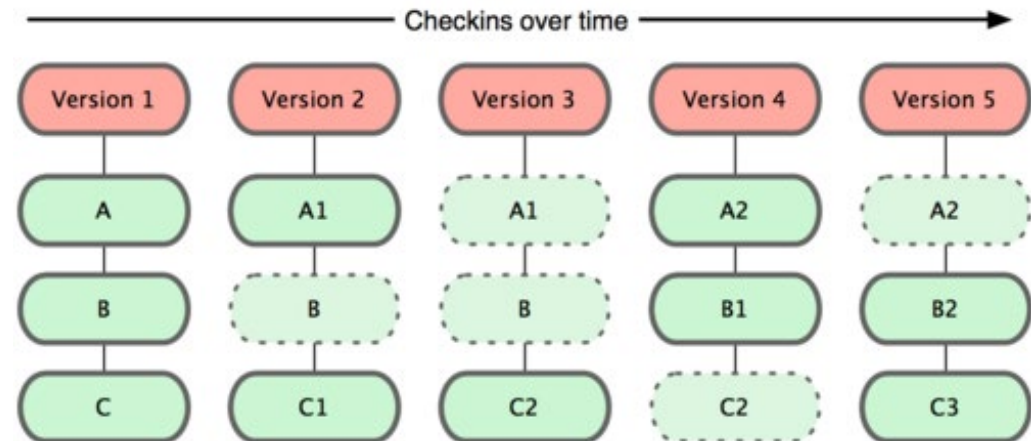 Checkins over time
Version 1 Version 2 Version 3 Version 4 Version 5
A A1 A1 A2 A2
B B B B1 B2
C C1 C2 C2 C3